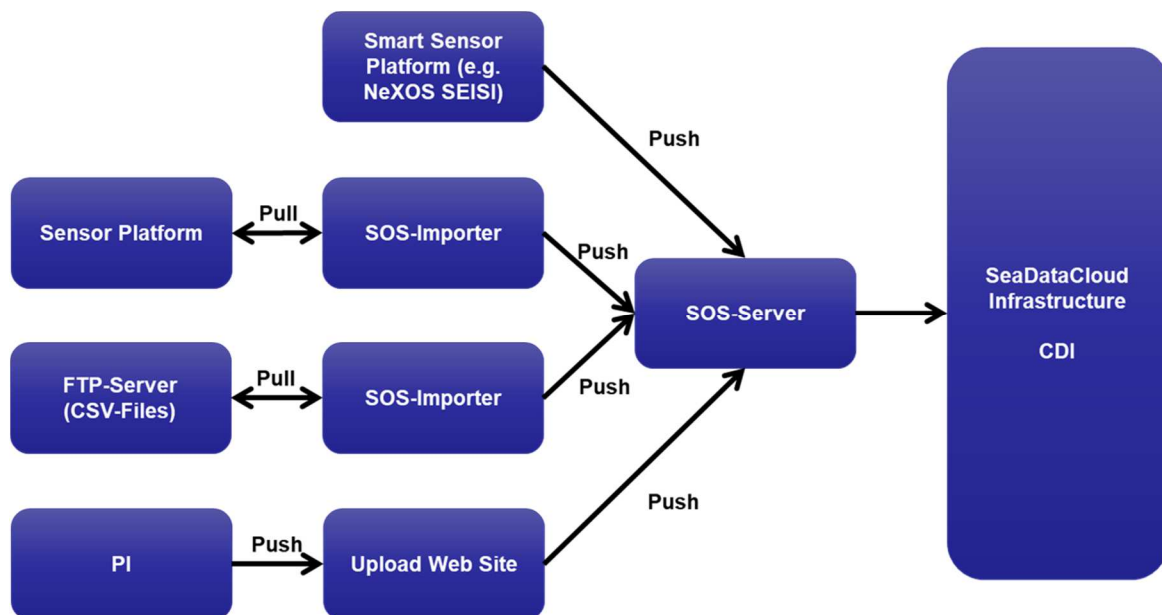 Smart Sensor
Platform (e.g.
NeXOS SEISI)
Push
Sensor Platform
Pull
SOS-Importer
Push
SOS-Server
SeaDataCloud
Infrastructure
CDI
FTP-Server
(CSV-Files)
Pull
SOS-Importer
Push
PI
Push
Upload Web Site
Push